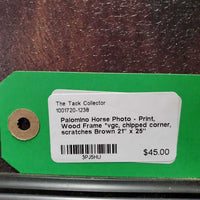 The Tack Collector
1001720-1238
Palomino Horse Photo - Print,
Wood Frame *vgc, chipped corner,
scratches Brown 21" x 25"
3PJ5HU
$45.00